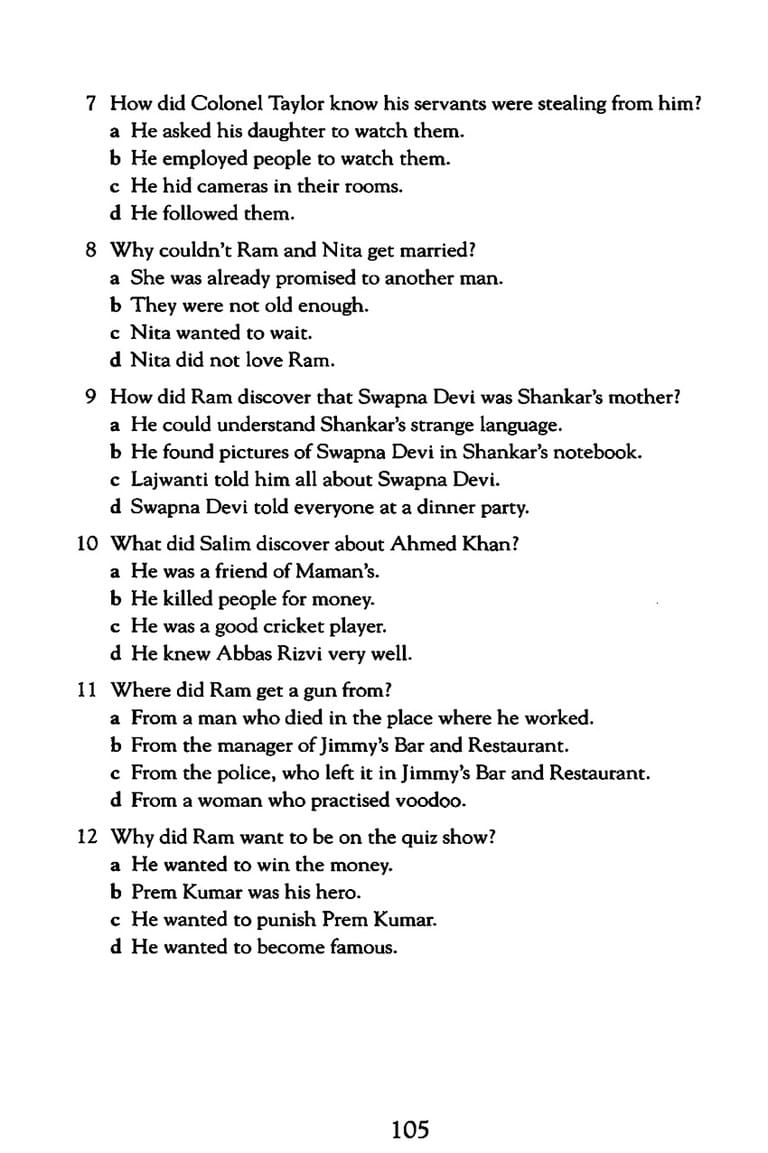 7 How did Colonel Taylor know his servants were stealing from him?
a He asked his daughter to watch them.
b He employed people to watch them.
c He hid cameras in their rooms.
d He followed them.
8 Why couldn't Ram and Nita get married?
a She was already promised to another man.
b They were not old enough.
c Nita wanted to wait.
d Nita did not love Ram.
9 How did Ram discover that Swapna Devi was Shankar's mother?
a He could understand Shankar's strange language.
b He found pictures of Swapna Devi in Shankar's notebook.
c Lajwanti told him all about Swapna Devi.
d Swapna Devi told everyone at a dinner party.
10 What did Salim discover about Ahmed Khan?
a He was a friend of Maman's.
b He killed people for money.
c He was a good cricket player.
d He knew Abbas Rizvi very well.
11 Where did Ram get a gun from?
a From a man who died in the place where he worked.
b From the manager of Jimmy's Bar and Restaurant.
c From the police, who left it in Jimmy's Bar and Restaurant.
d From a woman who practised voodoo.
12 Why did Ram want to be on the quiz show?
a He wanted to win the money.
b Prem Kumar was his hero.
c He wanted to punish Prem Kumar.
d He wanted to become famous.
105